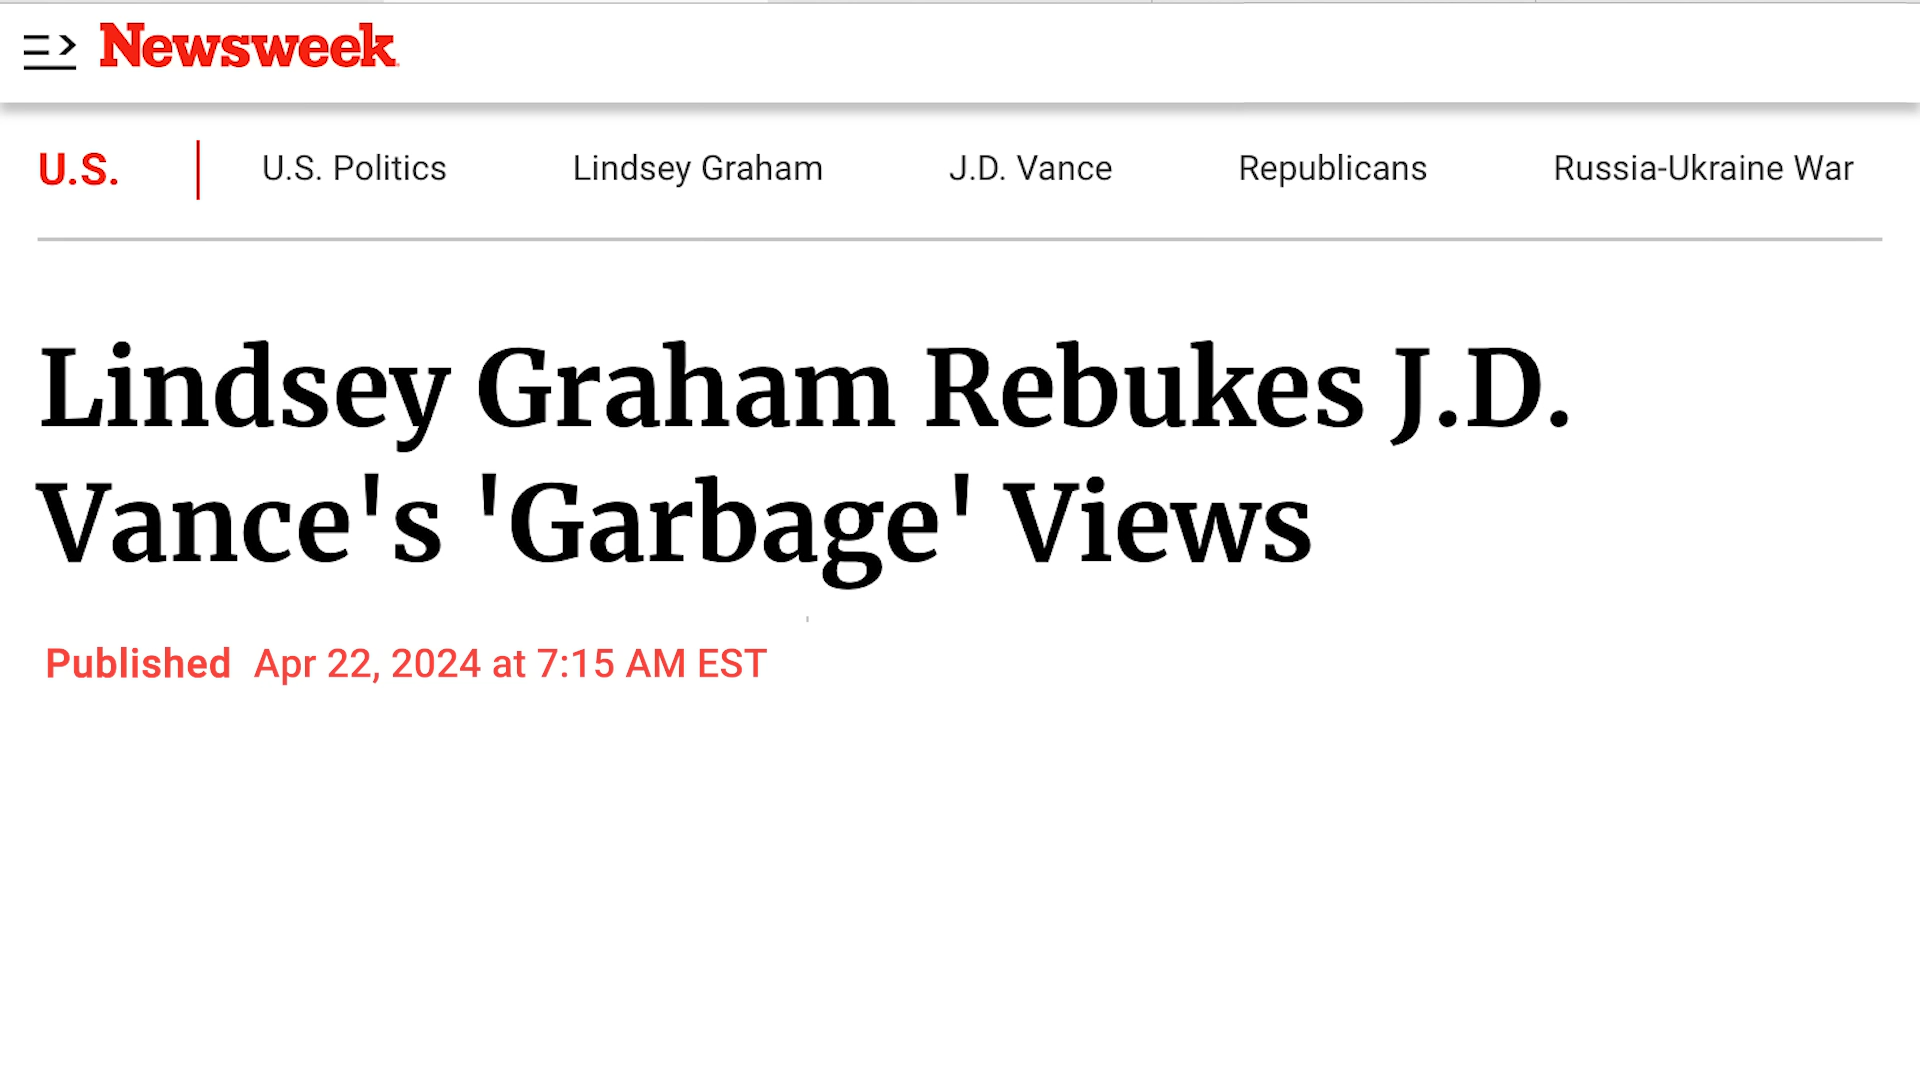 Newsweek
U.S. U.S. Politics Lindsey Graham J.D. Vance Republicans Russia-Ukraine War
Lindsey Graham Rebukes J.D.
Vance's 'Garbage' Views
Published Apr 22, 2024 at 7:15 AM EST